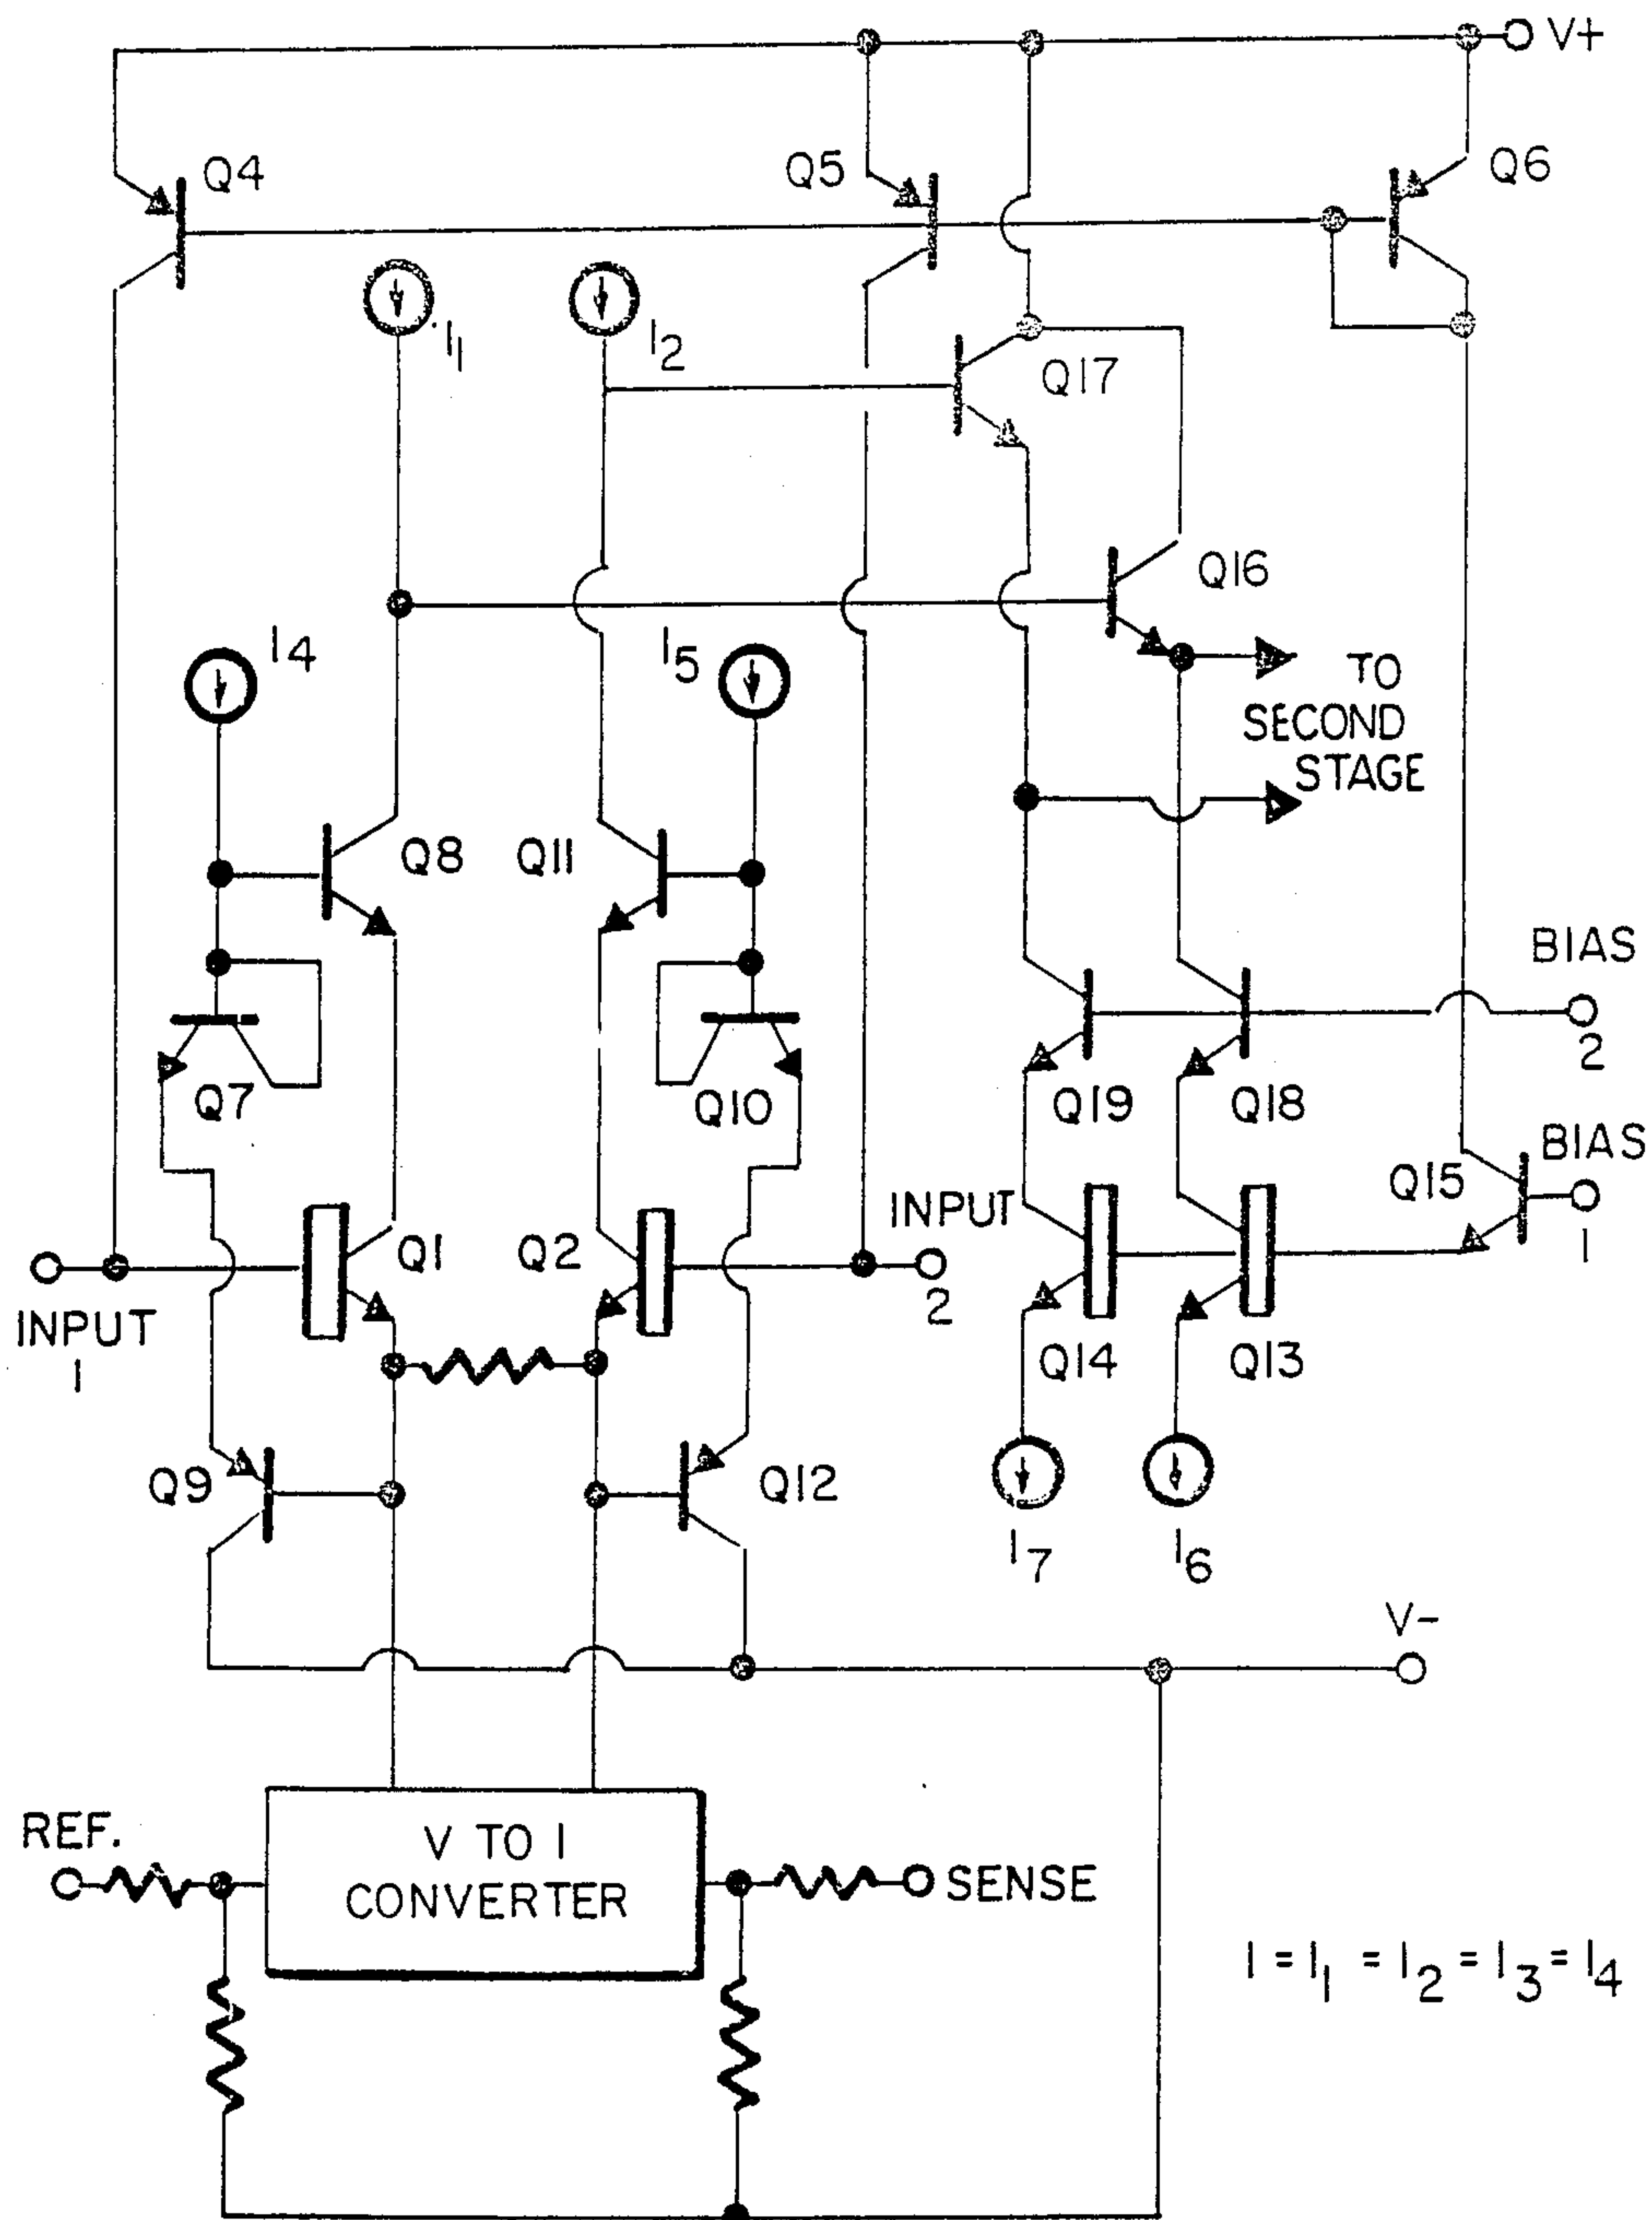 V+
Q4
Q5
Q6
I1
I2
Q17
Q16
I4
I5
TO
SECOND
STAGE
Q8
Q11
BIAS
2
Q7
Q10
Q19
Q18
BIAS
1
Q15
INPUT
2
Q1
Q2
INPUT
1
Q14
Q13
Q9
Q12
I7
I6
V-
REF.
V TO I
CONVERTER
SENSE
I = I1 = I2 = I3 = I4